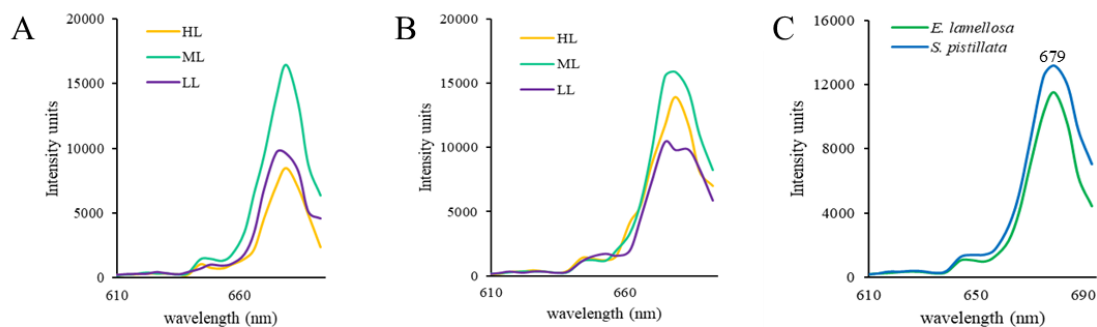 A
20000
15000
10000
5000
0
Intensity units
HL
ML
LL
610
660
wavelength (nm)
B
20000
15000
10000
5000
0
Intensity units
HL
ML
LL
610
660
wavelength (nm)
C
16000
12000
8000
4000
0
Intensity units
E. lamellosa
S. pistillata
679
610
650
690
wavelength (nm)